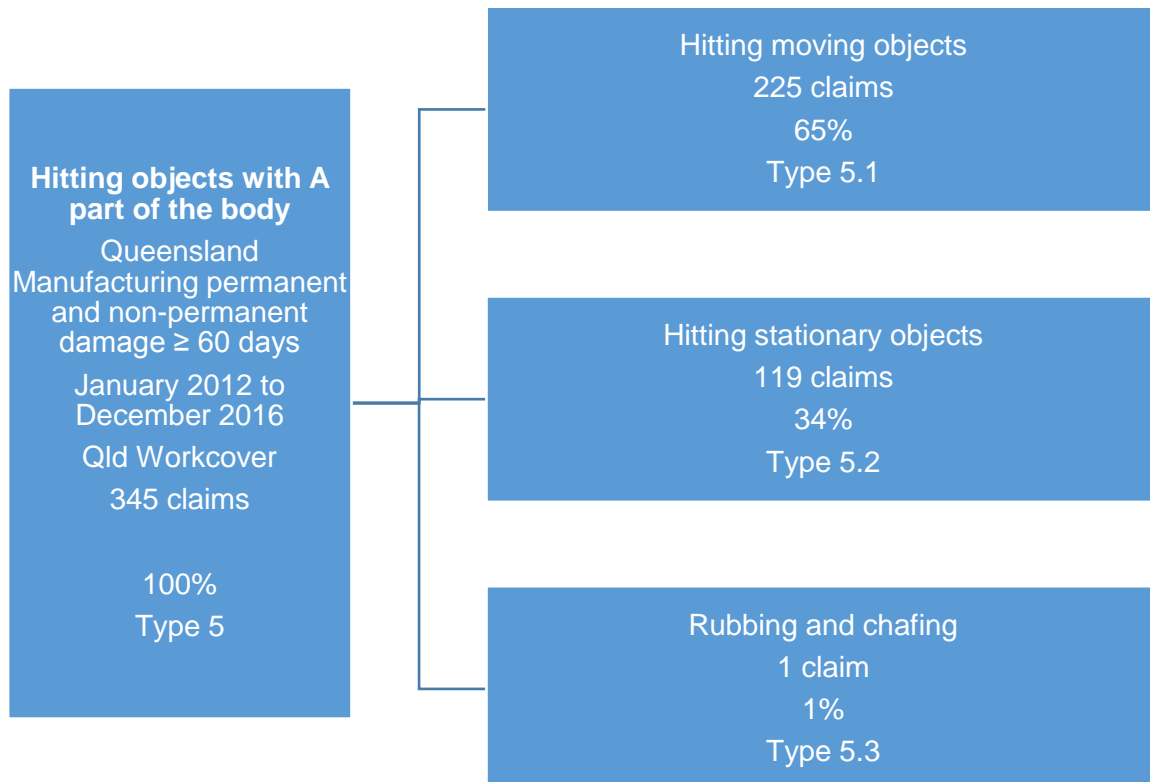 Hitting objects with A
part of the body
Queensland
Manufacturing permanent
and non-permanent
damage ≥ 60 days
January 2012 to
December 2016
Qld Workcover
345 claims
100%
Type 5
Hitting moving objects
225 claims
65%
Type 5.1
Hitting stationary objects
119 claims
34%
Type 5.2
Rubbing and chafing
1 claim
1%
Type 5.3